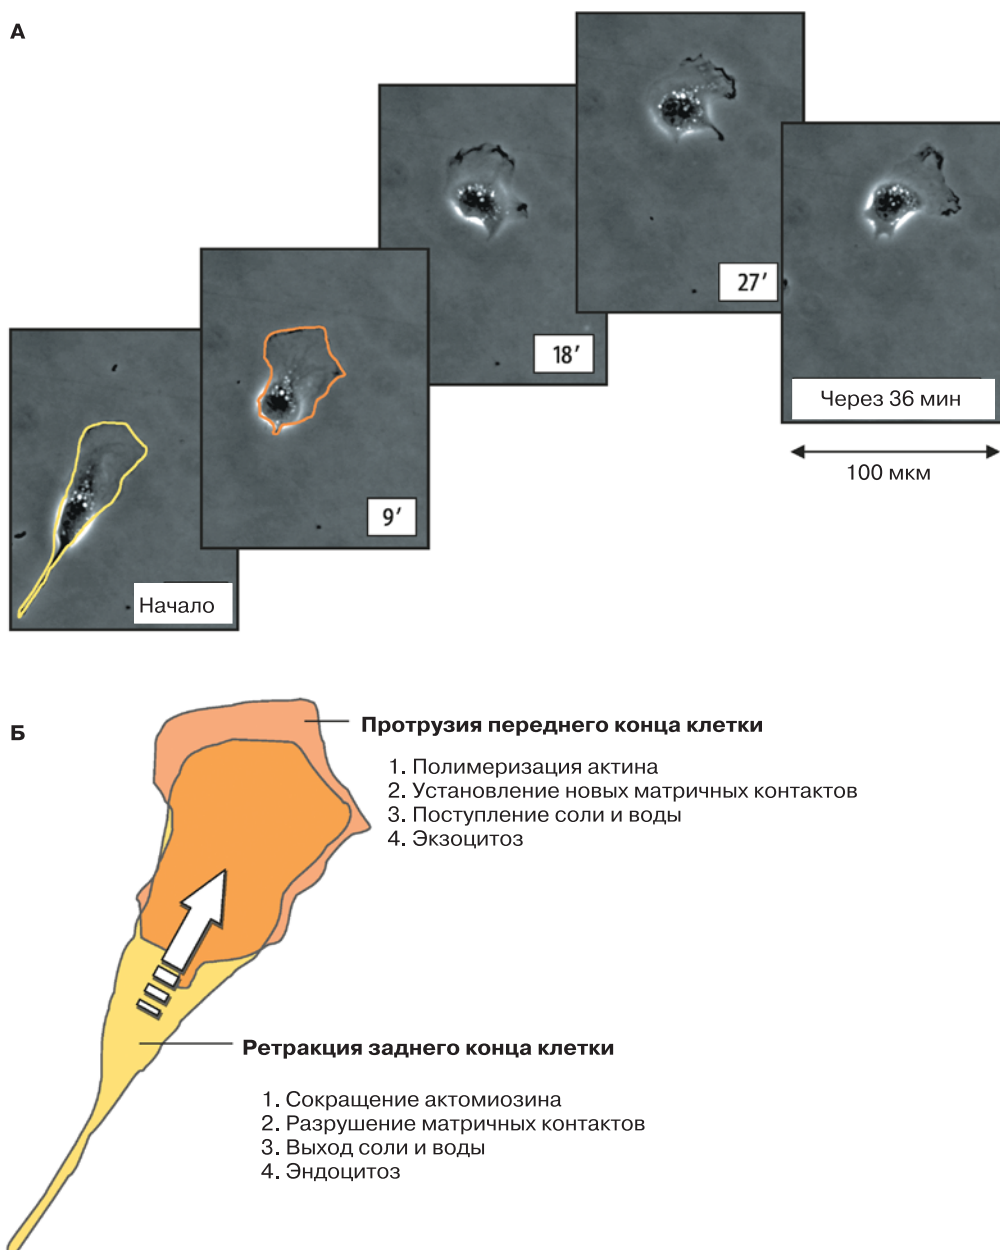 А
Начало
9′
18′
27′
Через 36 мин
100 мкм
Б
Протрузия переднего конца клетки
1. Полимеризация актина
2. Установление новых матричных контактов
3. Поступление соли и воды
4. Экзоцитоз
Ретракция заднего конца клетки
1. Сокращение актомиозина
2. Разрушение матричных контактов
3. Выход соли и воды
4. Эндоцитоз